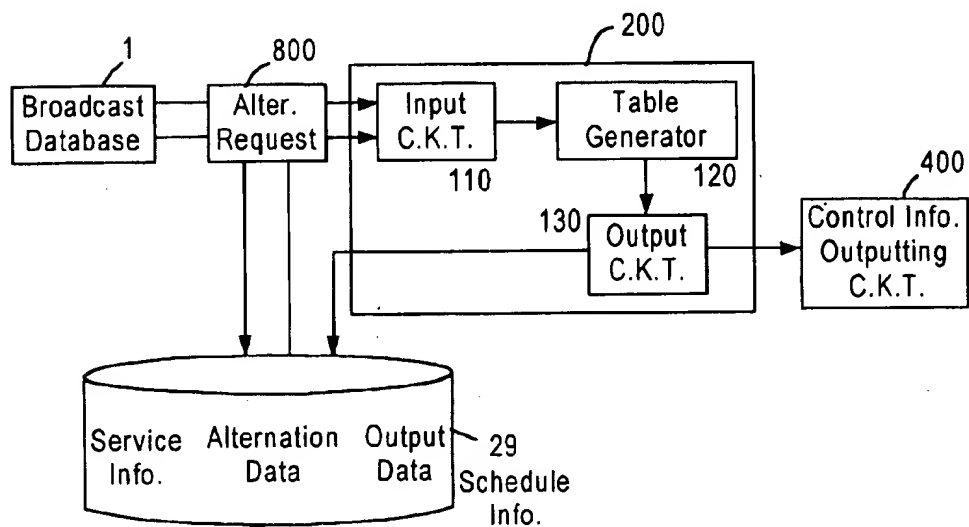 1
800
200
Broadcast
Database
Alter.
Request
Input
C.K.T.
110
Table
Generator
120
130
Output
C.K.T.
400
Control Info.
Outputting
C.K.T.
Service
Info.
Alternation
Data
Output
Data
29
Schedule
Info.